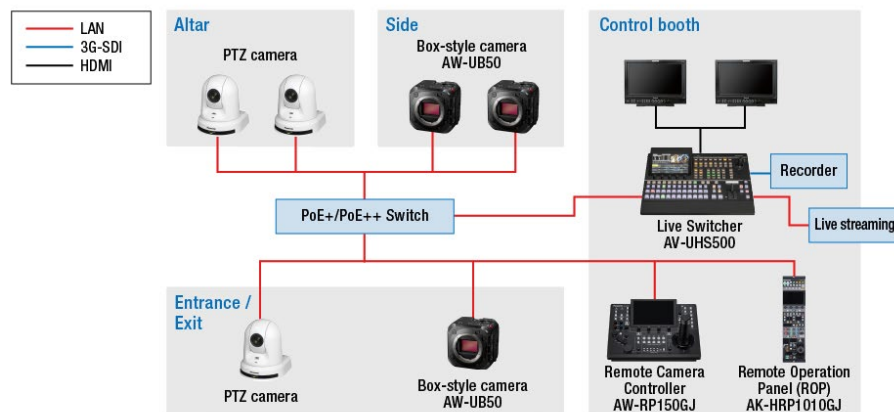 LAN
3G-SDI
HDMI
Altar
PTZ camera
Side
Box-style camera
AW-UB50
Control booth
Recorder
Live streaming
Live Switcher
AV-UHS500
PoE+/PoE++ Switch
Entrance /
Exit
PTZ camera
Box-style camera
AW-UB50
Remote Camera
Controller
AW-RP150GJ
Remote Operation
Panel (ROP)
AK-HRP1010GJ